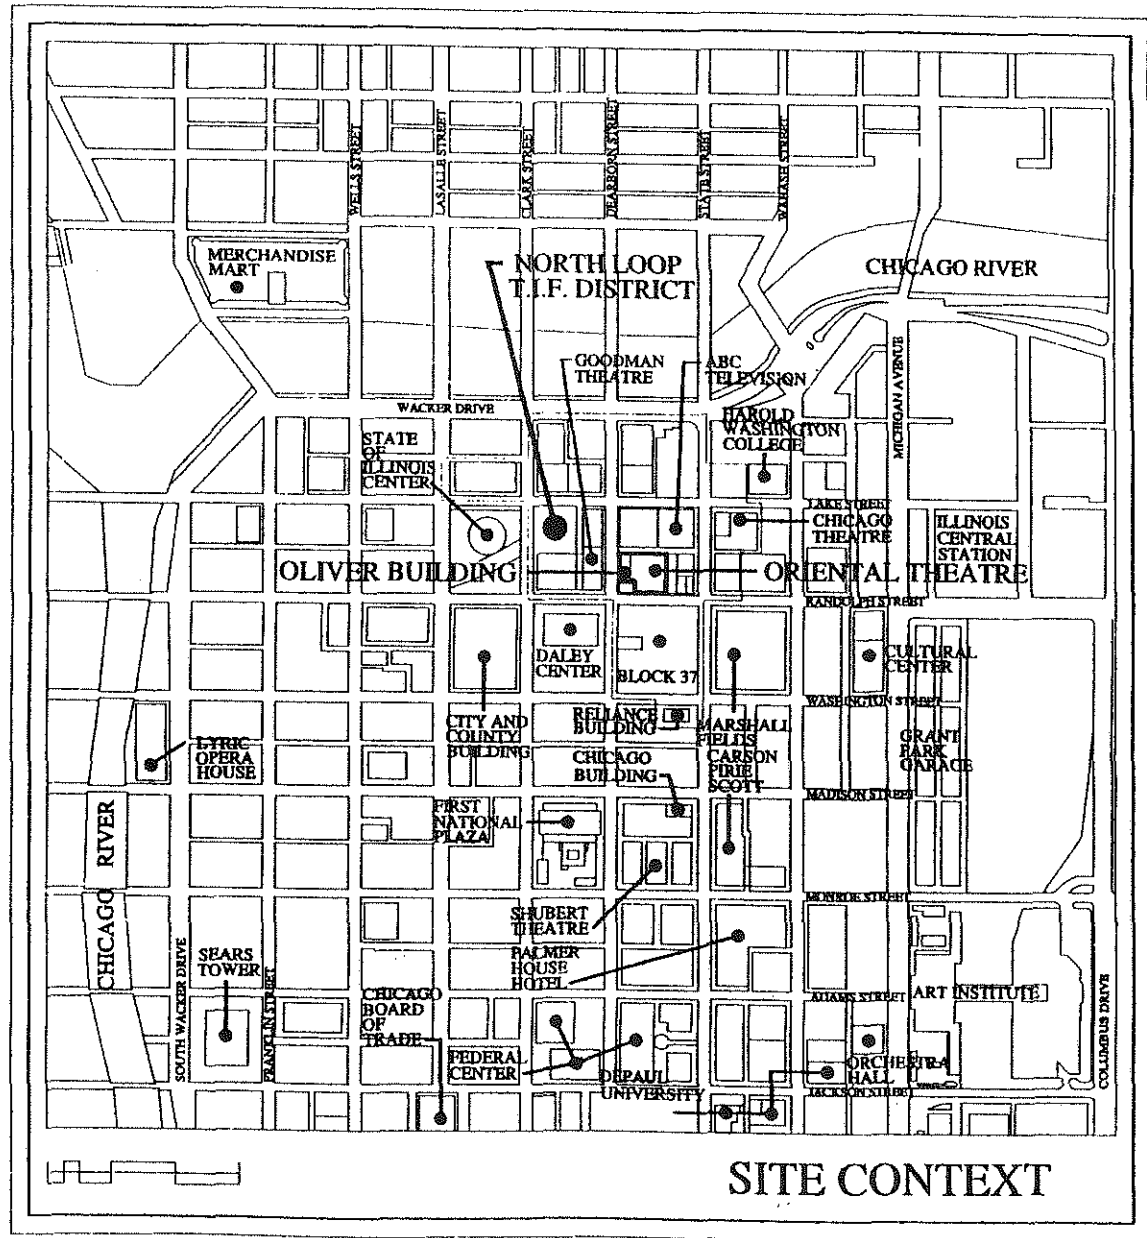 WELLS STREET
LASALLE STREET
CLARK STREET
DEARBORN STREET
STATE STREET
WABASH STREET
MERCHANDISE
MART
NORTH LOOP
T.I.F. DISTRICT
CHICAGO RIVER
GOODMAN
THEATRE
ABC
TELEVISION
MICHIGAN AVENUE
WACKER DRIVE
HAROLD
WASHINGTON
COLLEGE
STATE
OF
ILLINOIS
CENTER
LAKE STREET
CHICAGO
THEATRE
ILLINOIS
CENTRAL
STATION
OLIVER BUILDING
ORIENTAL THEATRE
RANDOLPH STREET
DALEY
CENTER
BLOCK 37
CULTURAL
CENTER
WASHINGTON STREET
CITY AND
COUNTY
BUILDING
RELIANCE
BUILDING
MARSHALL
FIELDS
CARSON
PIRIE
SCOTT
GRANT
PARK
GARAGE
LYRIC
OPERA
HOUSE
CHICAGO
BUILDING
MADISON STREET
FIRST
NATIONAL
PLAZA
CHICAGO RIVER
MONROE STREET
SHUBERT
THEATRE
PALMER
HOUSE
HOTEL
SEARS
TOWER
SOUTH WACKER DRIVE
FRANKLIN STREET
CHICAGO
BOARD
OF
TRADE
ADAMS STREET
ART INSTITUTE
COLUMBUS DRIVE
FEDERAL
CENTER
DEPAUL
UNIVERSITY
ORCHESTRA
HALL
JACKSON STREET
SITE CONTEXT